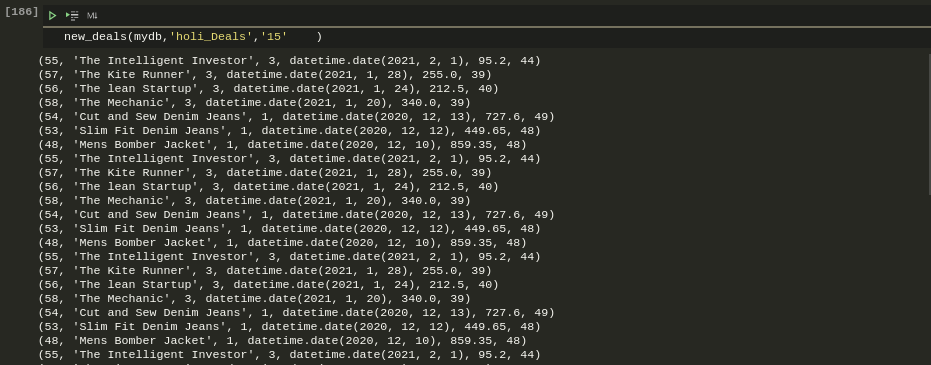 [186]
M↓
new_deals(mydb,'holi_Deals','15'    )
(55, 'The Intelligent Investor', 3, datetime.date(2021, 2, 1), 95.2, 44)
(57, 'The Kite Runner', 3, datetime.date(2021, 1, 28), 255.0, 39)
(56, 'The lean Startup', 3, datetime.date(2021, 1, 24), 212.5, 40)
(58, 'The Mechanic', 3, datetime.date(2021, 1, 20), 340.0, 39)
(54, 'Cut and Sew Denim Jeans', 1, datetime.date(2020, 12, 13), 727.6, 49)
(53, 'Slim Fit Denim Jeans', 1, datetime.date(2020, 12, 12), 449.65, 48)
(48, 'Mens Bomber Jacket', 1, datetime.date(2020, 12, 10), 859.35, 48)
(55, 'The Intelligent Investor', 3, datetime.date(2021, 2, 1), 95.2, 44)
(57, 'The Kite Runner', 3, datetime.date(2021, 1, 28), 255.0, 39)
(56, 'The lean Startup', 3, datetime.date(2021, 1, 24), 212.5, 40)
(58, 'The Mechanic', 3, datetime.date(2021, 1, 20), 340.0, 39)
(54, 'Cut and Sew Denim Jeans', 1, datetime.date(2020, 12, 13), 727.6, 49)
(53, 'Slim Fit Denim Jeans', 1, datetime.date(2020, 12, 12), 449.65, 48)
(48, 'Mens Bomber Jacket', 1, datetime.date(2020, 12, 10), 859.35, 48)
(55, 'The Intelligent Investor', 3, datetime.date(2021, 2, 1), 95.2, 44)
(57, 'The Kite Runner', 3, datetime.date(2021, 1, 28), 255.0, 39)
(56, 'The lean Startup', 3, datetime.date(2021, 1, 24), 212.5, 40)
(58, 'The Mechanic', 3, datetime.date(2021, 1, 20), 340.0, 39)
(54, 'Cut and Sew Denim Jeans', 1, datetime.date(2020, 12, 13), 727.6, 49)
(53, 'Slim Fit Denim Jeans', 1, datetime.date(2020, 12, 12), 449.65, 48)
(48, 'Mens Bomber Jacket', 1, datetime.date(2020, 12, 10), 859.35, 48)
(55, 'The Intelligent Investor', 3, datetime.date(2021, 2, 1), 95.2, 44)